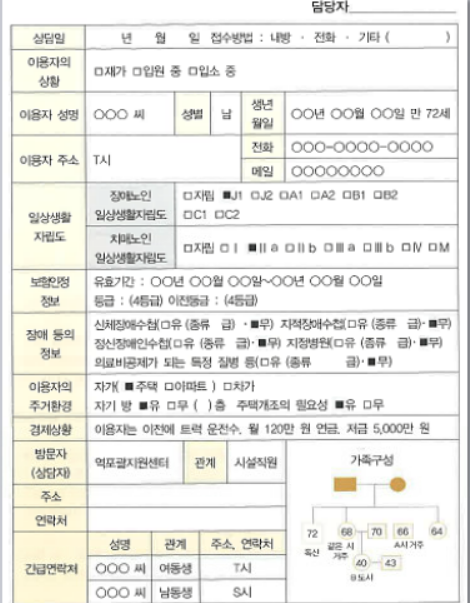 담당자
상담일 년 월 일 접수방법 : 내방 · 전화 · 기타 ( )
이용자의 상황 □재가 □입원 중 □입소 중
이용자 성명 ○○○ 씨 성별 남 생년월일 ○○년 ○○월 ○○일 만 72세
이용자 주소 T시 전화 ○○○-○○○○-○○○○
메일 ○○○○○○○○
일상생활 자립도
장애노인 일상생활자립도 □자립 ■J1 □J2 □A1 □A2 □B1 □B2
□C1 □C2
치매노인 일상생활자립도 □자립 □Ⅰ ■Ⅱa □Ⅱb □Ⅲa □Ⅲb □Ⅳ □M
보험인정 정보
유효기간 : ○○년 ○○월 ○○일~○○년 ○○월 ○○일
등급 : (4등급) 이전등급 : (4등급)
장애 등의 정보
신체장애수첩(□유 (종류 급) ·■무) 지적장애수첩(□유 (종류 급)·■무)
정신장애인수첩(□유 (종류 급)·■무) 지정병원(□유 (종류 급)·■무)
의료비공제가 되는 특정 질병 등(□유 (종류 급)·■무)
이용자의 주거환경
자가( ■주택 □아파트 ) □차가
자기 방 ■유 □무 ( )층 주택개조의 필요성 ■유 □무
경제상황 이용자는 이전에 트럭 운전수, 월 120만 원 연금, 저금 5,000만 원
방문자 (상담자) 역포괄지원센터 관계 시설직원
주소
연락처
긴급연락처
성명 관계 주소, 연락처
○○○ 씨 여동생 T시
○○○ 씨 남동생 S시
가족구성
72 68 70 66 64
독신 같은 시 거주 A시 거주
40 43
B도시